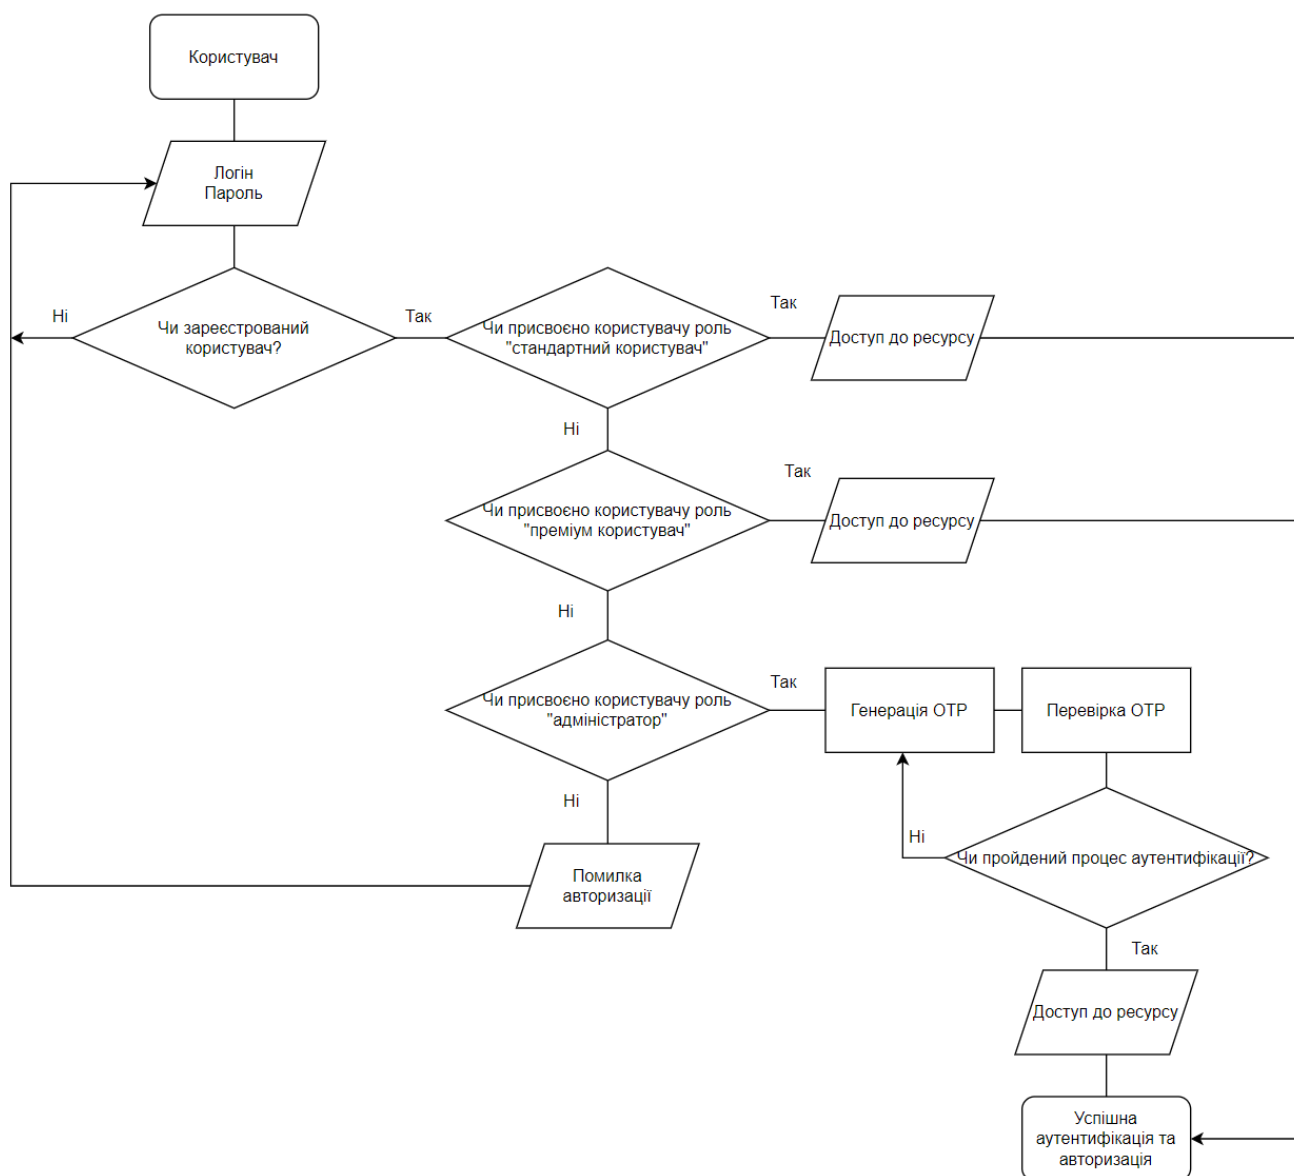 Користувач
Логін
Пароль
Чи зареєстрований
користувач?
Ні
Так
Чи присвоєно користувачу роль
"стандартний користувач"
Так
Доступ до ресурсу
Ні
Чи присвоєно користувачу роль
"преміум користувач"
Так
Доступ до ресурсу
Ні
Чи присвоєно користувачу роль
"адміністратор"
Так
Генерація OTP
Перевірка OTP
Ні
Помилка
авторизації
Чи пройдений процес аутентифікації?
Ні
Так
Доступ до ресурсу
Успішна
аутентифікація та
авторизація